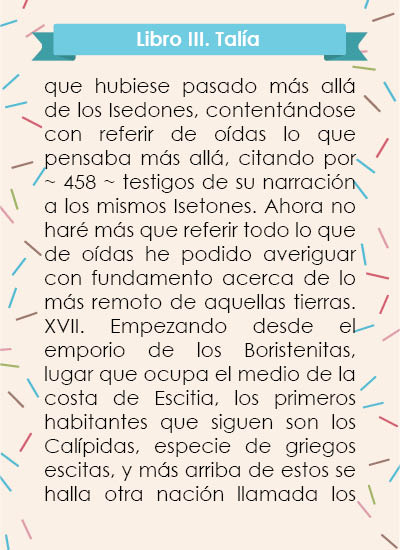 Libro III. Talía
que hubiese pasado más allá
de los Isedones, contentándose
con referir de oídas lo que
pensaba más allá, citando por
~ 458 ~ testigos de su narración
a los mismos Isetones. Ahora no
haré más que referir todo lo que
de oídas he podido averiguar
con fundamento acerca de lo
más remoto de aquellas tierras.
XVII. Empezando desde el
emporio de los Boristenitas,
lugar que ocupa el medio de la
costa de Escitia, los primeros
habitantes que siguen son los
Calípidas, especie de griegos
escitas, y más arriba de estos se
halla otra nación llamada los